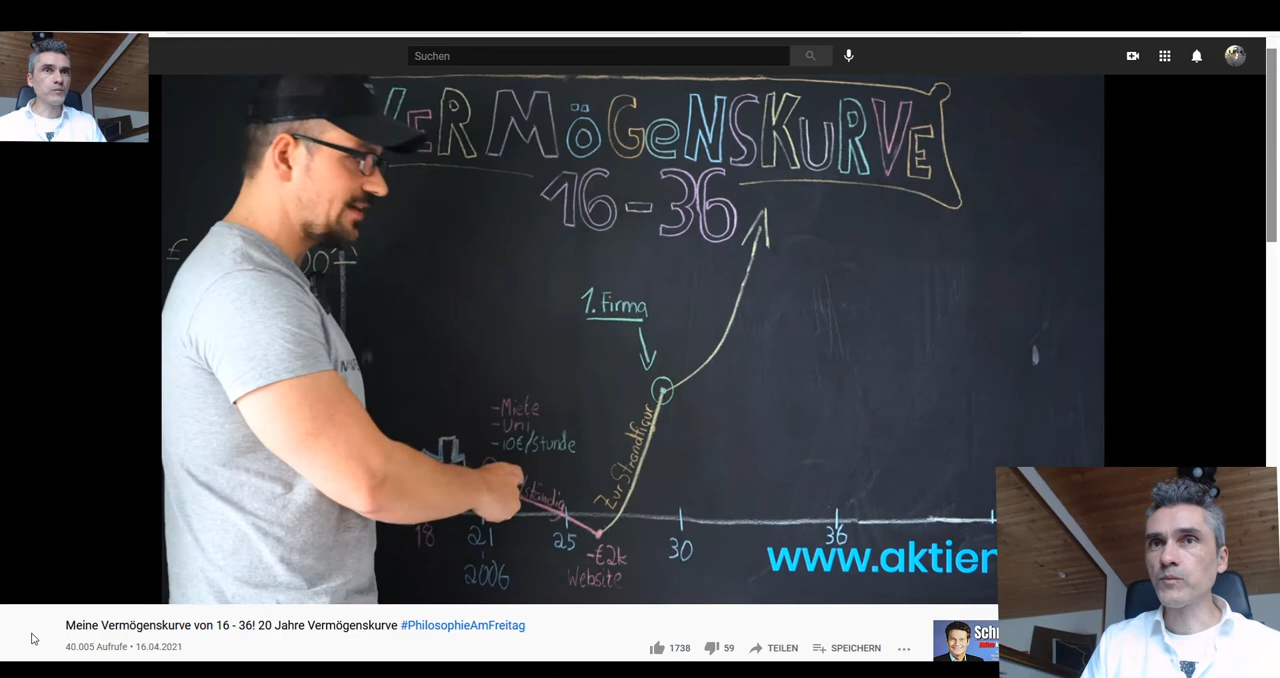 Suchen
VERMÖGENSKURVE
16-36
1. Firma
-Miete
-Uni
-10€/Stunde
Zur Strandfigur
18
21
25
30
36
2006
-€2k
Website
www.aktien
Meine Vermögenskurve von 16 - 36! 20 Jahre Vermögenskurve #PhilosophieAmFreitag
40.005 Aufrufe • 16.04.2021
1738
59
TEILEN
SPEICHERN